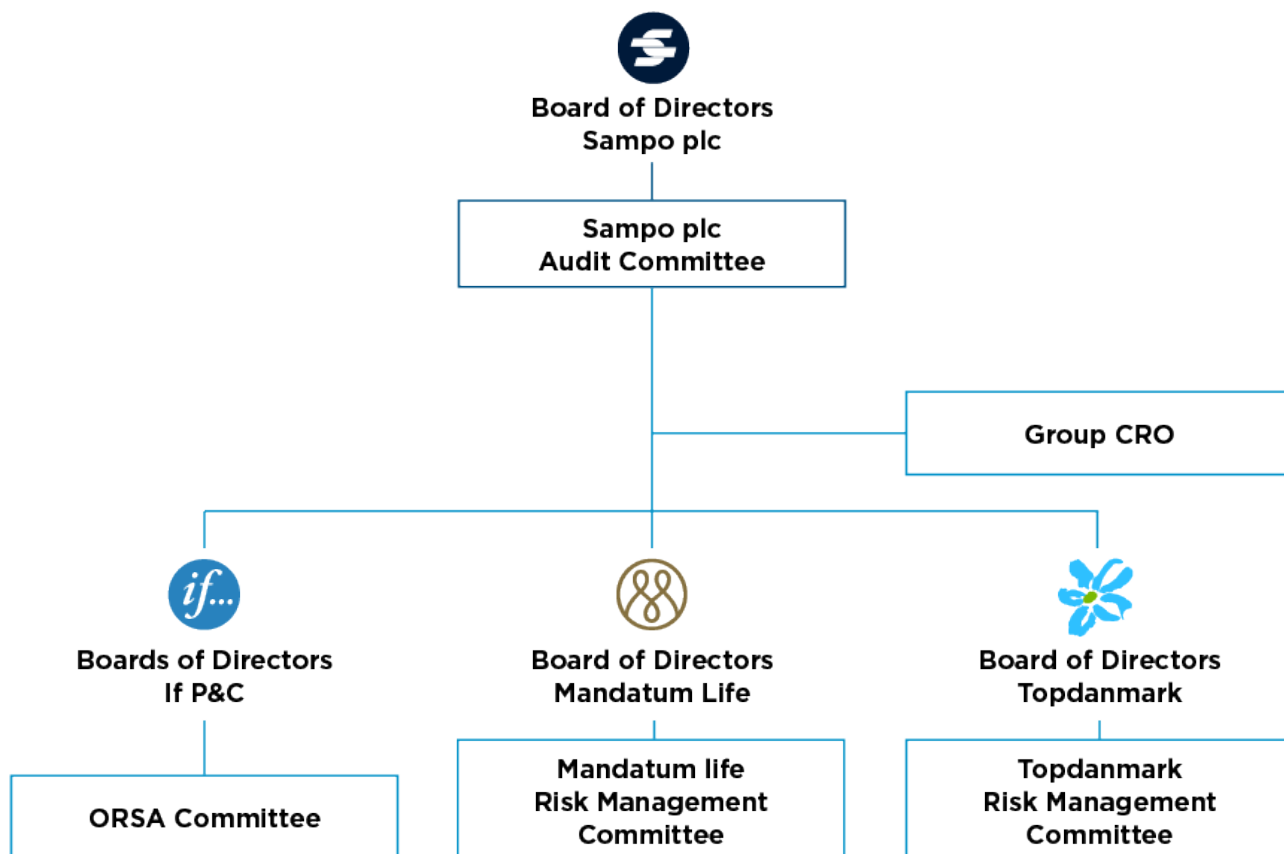 Board of Directors
Sampo plc
Sampo plc
Audit Committee
Group CRO
if...
Boards of Directors
If P&C
Board of Directors
Mandatum Life
Board of Directors
Topdanmark
ORSA Committee
Mandatum life
Risk Management
Committee
Topdanmark
Risk Management
Committee